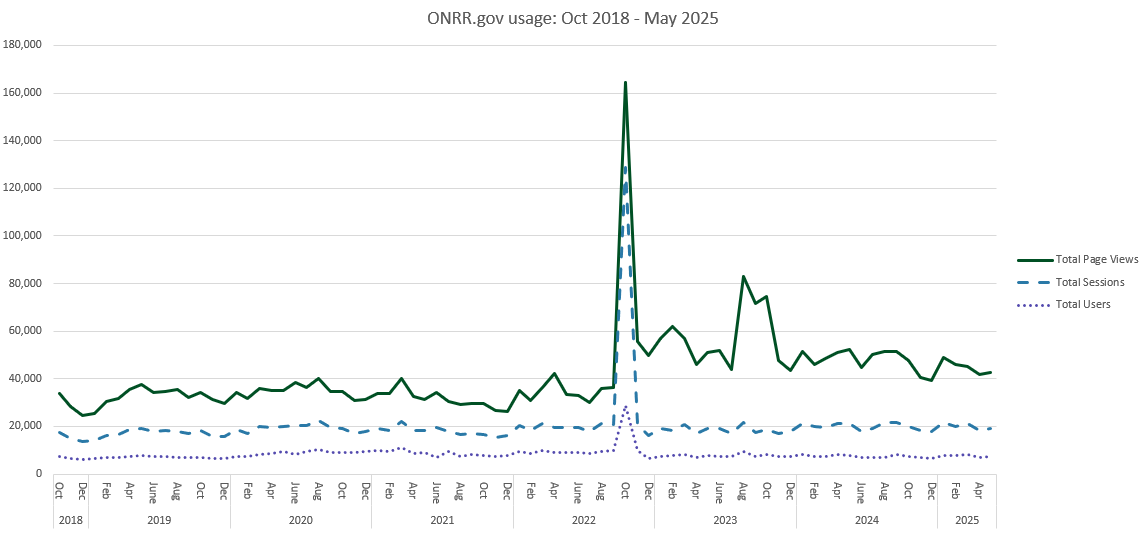 ONRR.gov usage: Oct 2018 - May 2025
180,000
160,000
140,000
120,000
100,000
80,000
60,000
40,000
20,000
0
Total Page Views
Total Sessions
Total Users
Oct Dec Feb Apr June Aug Oct Dec Feb Apr June Aug Oct Dec Feb Apr June Aug Oct Dec Feb Apr June Aug Oct Dec Feb Apr June Aug Oct Dec Feb Apr June Aug Oct Dec Feb Apr
2018 2019 2020 2021 2022 2023 2024 2025